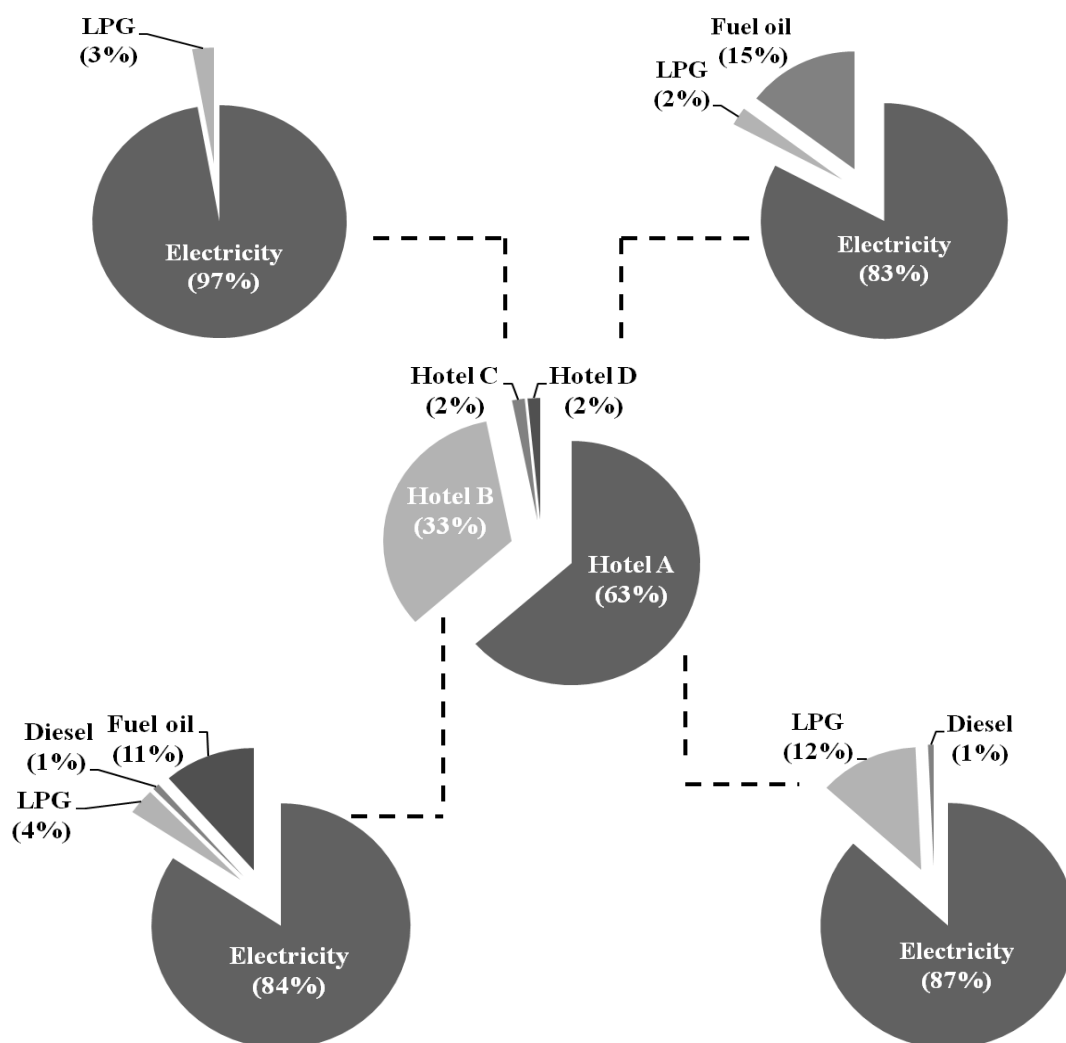 LPG
(3%)
Electricity
(97%)
Fuel oil
(15%)
LPG
(2%)
Electricity
(83%)
Hotel C
(2%)
Hotel D
(2%)
Hotel B
(33%)
Hotel A
(63%)
Diesel
(1%)
Fuel oil
(11%)
LPG
(4%)
Electricity
(84%)
LPG
(12%)
Diesel
(1%)
Electricity
(87%)